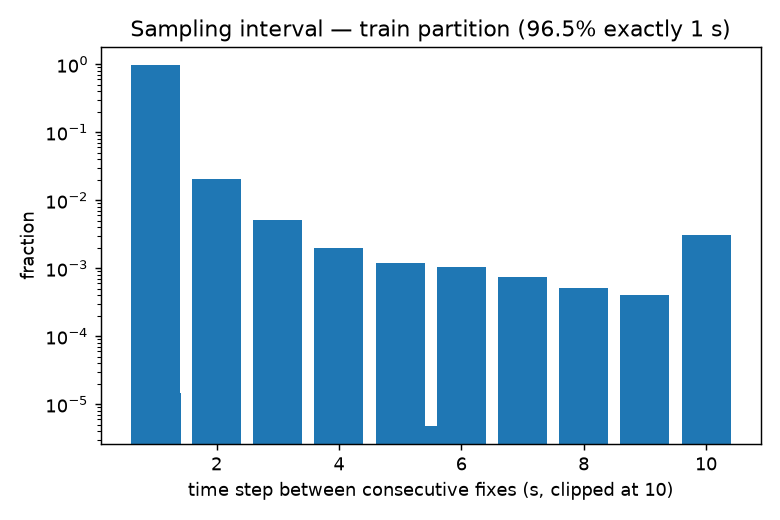 Sampling interval — train partition (96.5% exactly 1 s)
10⁰
10⁻¹
10⁻²
10⁻³
10⁻⁴
10⁻⁵
fraction
2 4 6 8 10
time step between consecutive fixes (s, clipped at 10)